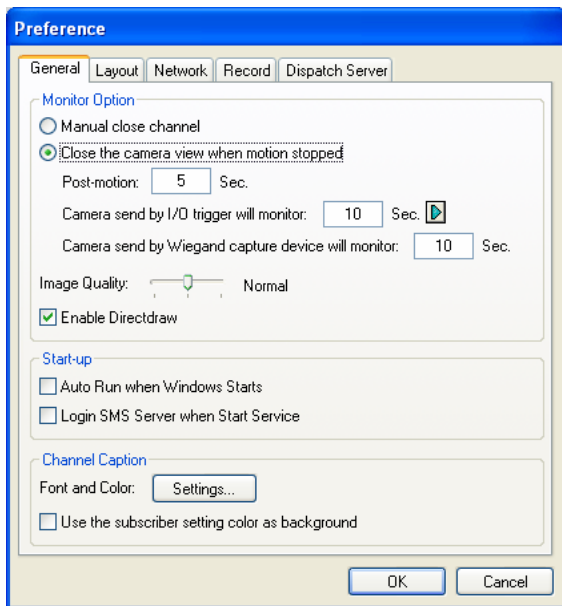 Preference
General Layout Network Record Dispatch Server
Monitor Option
Manual close channel
Close the camera view when motion stopped
Post-motion: 5 Sec.
Camera send by I/O trigger will monitor: 10 Sec.
Camera send by Wiegand capture device will monitor: 10 Sec.
Image Quality: Normal
Enable Directdraw
Start-up
Auto Run when Windows Starts
Login SMS Server when Start Service
Channel Caption
Font and Color: Settings...
Use the subscriber setting color as background
OK Cancel